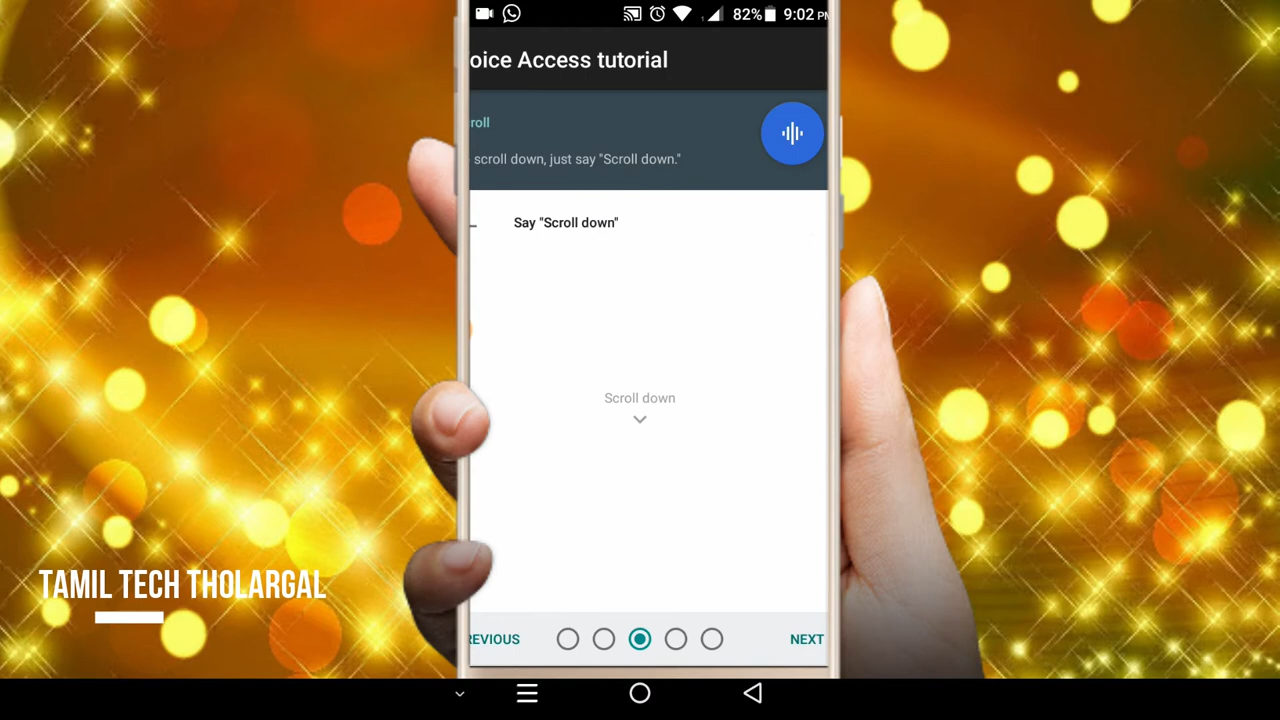 82% 9:02 PM
oice Access tutorial
roll
scroll down, just say "Scroll down."
Say "Scroll down"
Scroll down
TAMIL TECH THOLARGAL
REVIOUS
NEXT